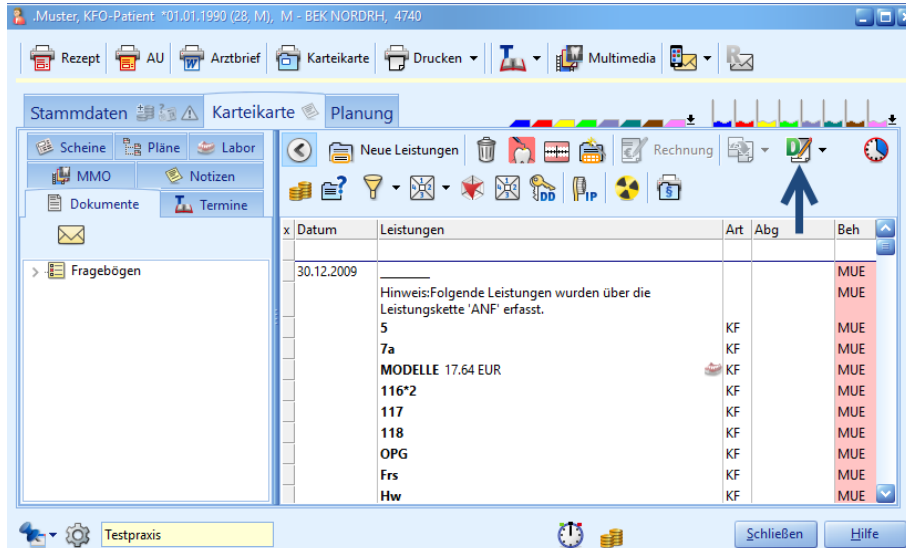 .Muster, KFO-Patient *01.01.1990 (28, M), M - BEK NORDRH, 4740
Rezept AU Arztbrief Karteikarte Drucken Multimedia
Stammdaten Karteikarte Planung
Scheine Pläne Labor
MMO Notizen
Dokumente Termine
Neue Leistungen Rechnung
DD IP
x Datum Leistungen Art Abg Beh
Fragebögen
30.12.2009 MUE
Hinweis:Folgende Leistungen wurden über die MUE
Leistungskette 'ANF' erfasst.
5 KF MUE
7a KF MUE
MODELLE 17.64 EUR KF MUE
116*2 KF MUE
117 KF MUE
118 KF MUE
OPG KF MUE
Frs KF MUE
Hw KF MUE
Testpraxis Schließen Hilfe